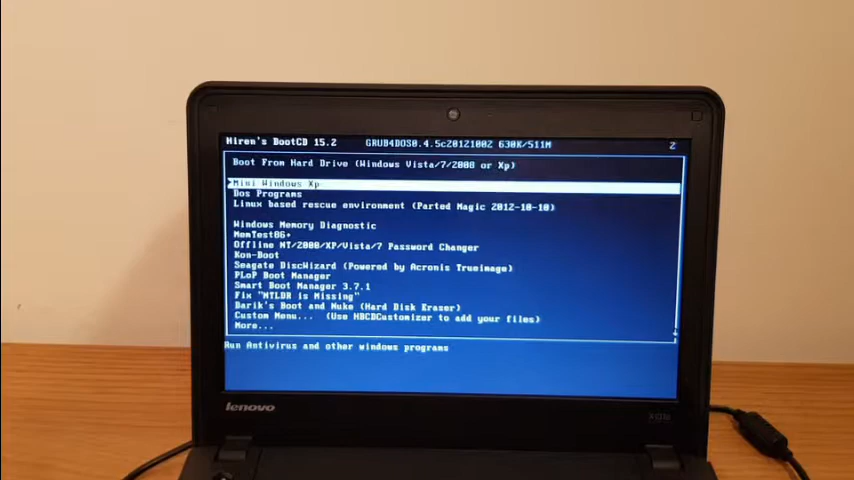 Hiren's BootCD 15.2 GRUB4DOS0.4.5c20121002 630K/511M 2
Boot From Hard Drive (Windows Vista/7/2008 or Xp)
Mini Windows Xp
Dos Programs
Linux based rescue environment (Parted Magic 2012-10-10)
Windows Memory Diagnostic
MemTest86+
Offline NT/2000/XP/Vista/7 Password Changer
Kon-Boot
Seagate DiscWizard (Powered by Acronis TrueImage)
PLoP Boot Manager
Smart Boot Manager 3.7.1
Fix "NTLDR is Missing"
Darik's Boot and Nuke (Hard Disk Eraser)
Custom Menu... (Use HBCDCustomizer to add your files)
More...
Run Antivirus and other windows programs
lenovo